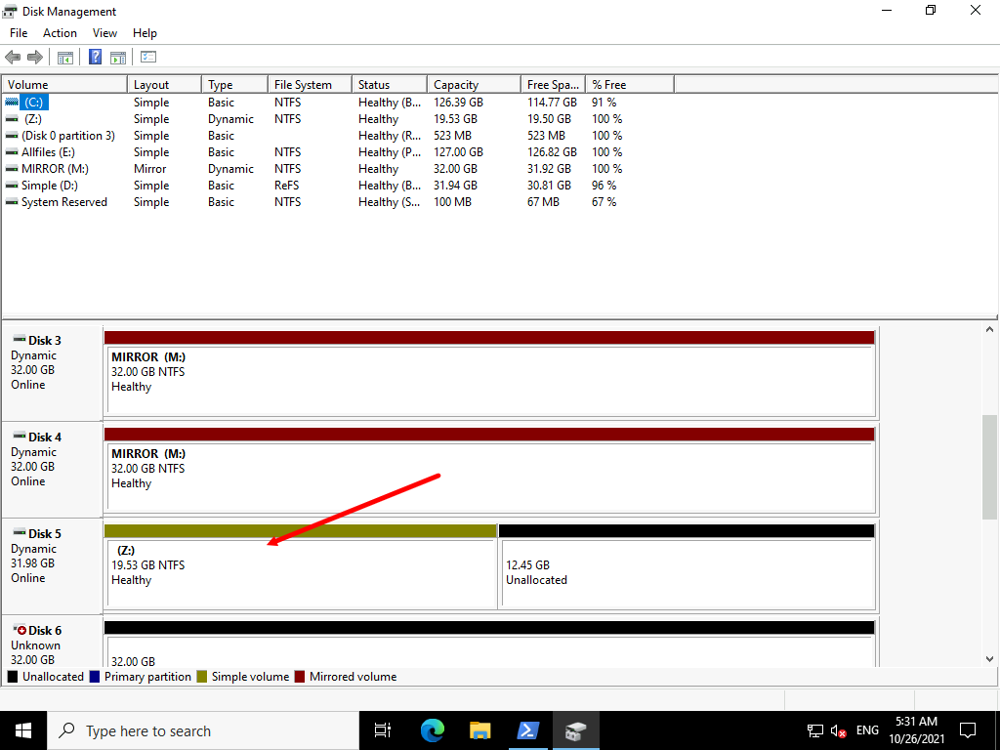 Disk Management
File Action View Help
Volume Layout Type File System Status Capacity Free Spa... % Free
(C:) Simple Basic NTFS Healthy (B... 126.39 GB 114.77 GB 91 %
(Z:) Simple Dynamic NTFS Healthy 19.53 GB 19.50 GB 100 %
(Disk 0 partition 3) Simple Basic Healthy (R... 523 MB 523 MB 100 %
Allfiles (E:) Simple Basic NTFS Healthy (P... 127.00 GB 126.82 GB 100 %
MIRROR (M:) Mirror Dynamic NTFS Healthy 32.00 GB 31.92 GB 100 %
Simple (D:) Simple Basic ReFS Healthy (B... 31.94 GB 30.81 GB 96 %
System Reserved Simple Basic NTFS Healthy (S... 100 MB 67 MB 67 %
Disk 3
Dynamic
32.00 GB
Online
MIRROR (M:)
32.00 GB NTFS
Healthy
Disk 4
Dynamic
32.00 GB
Online
MIRROR (M:)
32.00 GB NTFS
Healthy
Disk 5
Dynamic
31.98 GB
Online
(Z:)
19.53 GB NTFS
Healthy
12.45 GB
Unallocated
Disk 6
Unknown
32.00 GB
32.00 GB
Unallocated Primary partition Simple volume Mirrored volume
Type here to search
ENG
5:31 AM
10/26/2021